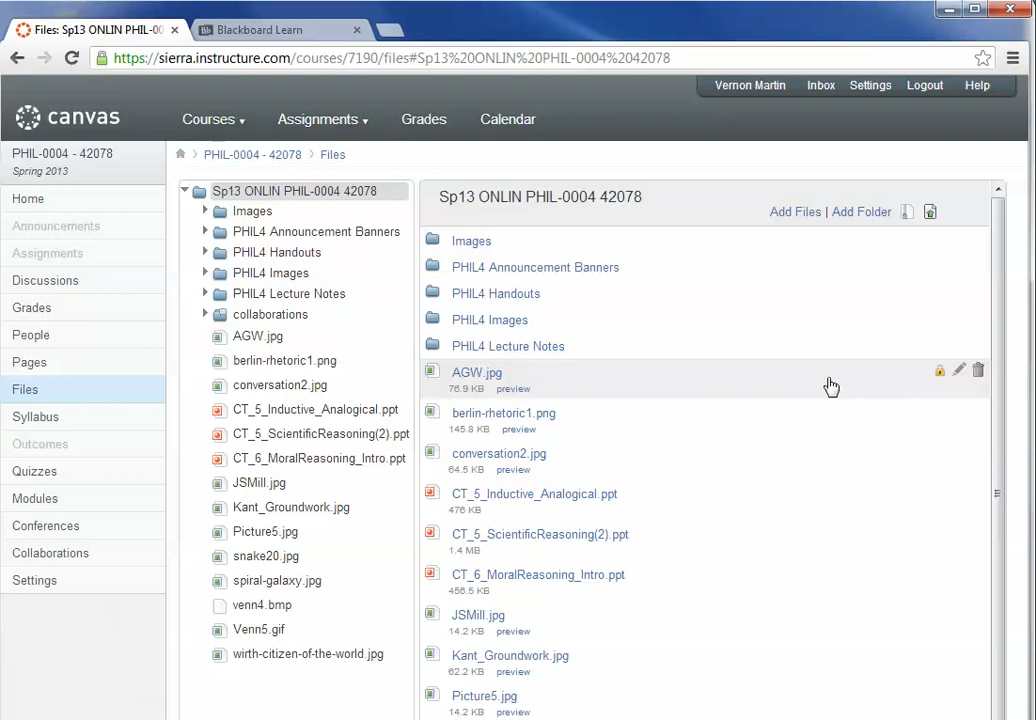 Files: Sp13 ONLIN PHIL-00
Blackboard Learn
https://sierra.instructure.com/courses/7190/files#Sp13%20ONLIN%20PHIL-0004%2042078
Vernon Martin Inbox Settings Logout Help
canvas
Courses Assignments Grades Calendar
PHIL-0004 - 42078
Spring 2013
Home
Announcements
Assignments
Discussions
Grades
People
Pages
Files
Syllabus
Outcomes
Quizzes
Modules
Conferences
Collaborations
Settings
PHIL-0004 - 42078 Files
Sp13 ONLIN PHIL-0004 42078
Images
PHIL4 Announcement Banners
PHIL4 Handouts
PHIL4 Images
PHIL4 Lecture Notes
collaborations
AGW.jpg
berlin-rhetoric1.png
conversation2.jpg
CT_5_Inductive_Analogical.ppt
CT_5_ScientificReasoning(2).ppt
CT_6_MoralReasoning_Intro.ppt
JSMill.jpg
Kant_Groundwork.jpg
Picture5.jpg
snake20.jpg
spiral-galaxy.jpg
venn4.bmp
Venn5.gif
wirth-citizen-of-the-world.jpg
Sp13 ONLIN PHIL-0004 42078
Add Files | Add Folder
Images
PHIL4 Announcement Banners
PHIL4 Handouts
PHIL4 Images
PHIL4 Lecture Notes
AGW.jpg
76.9 KB preview
berlin-rhetoric1.png
145.8 KB preview
conversation2.jpg
64.5 KB preview
CT_5_Inductive_Analogical.ppt
476 KB
CT_5_ScientificReasoning(2).ppt
1.4 MB
CT_6_MoralReasoning_Intro.ppt
456.5 KB
JSMill.jpg
14.2 KB preview
Kant_Groundwork.jpg
62.2 KB preview
Picture5.jpg
14.2 KB preview